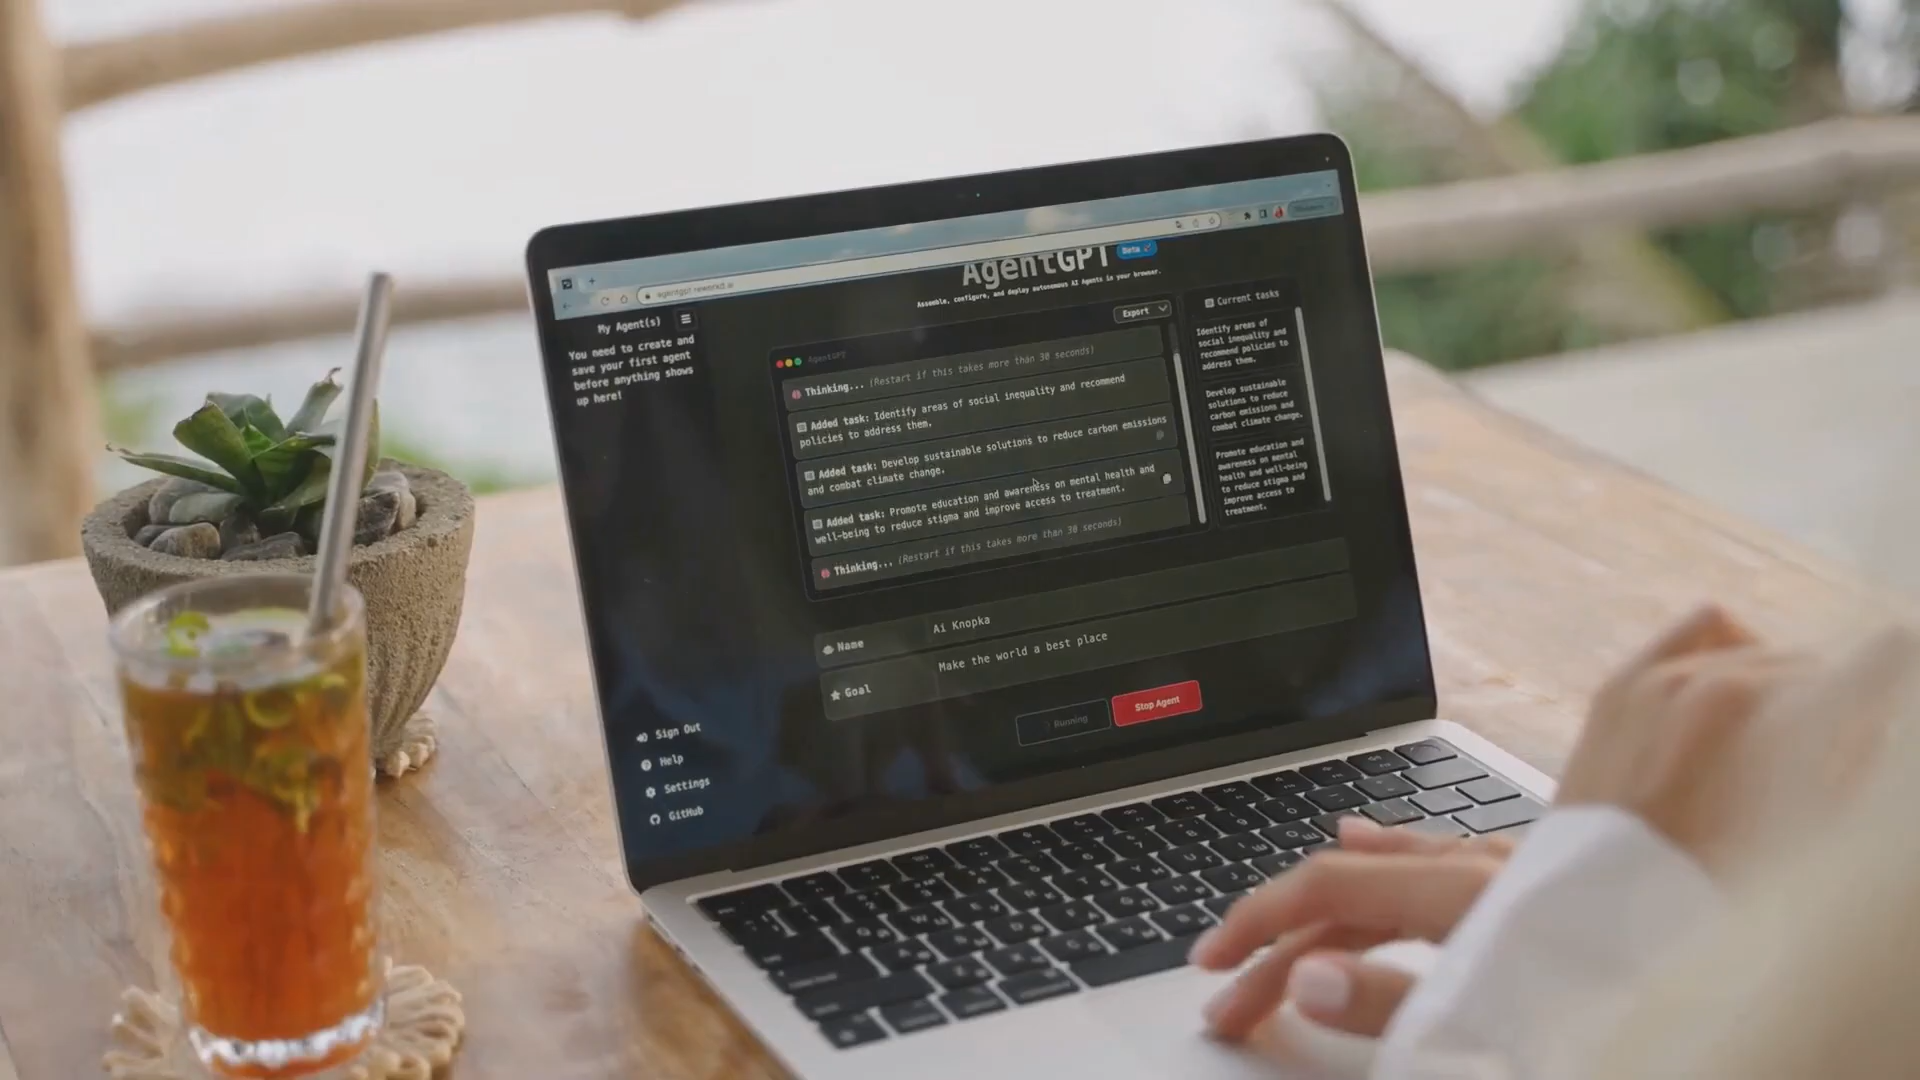 agentgpt.reworkd.ai
AgentGPT
Beta
Assemble, configure, and deploy autonomous AI Agents in your browser.
My Agent(s)
You need to create and
save your first agent
before anything shows
up here!
Export
AgentGPT
Thinking... (Restart if this takes more than 30 seconds)
Added task: Identify areas of social inequality and recommend
policies to address them.
Added task: Develop sustainable solutions to reduce carbon emissions
and combat climate change.
Added task: Promote education and awareness on mental health and
well-being to reduce stigma and improve access to treatment.
Thinking... (Restart if this takes more than 30 seconds)
Current tasks
Identify areas of
social inequality and
recommend policies to
address them.
Develop sustainable
solutions to reduce
carbon emissions and
combat climate change.
Promote education and
awareness on mental
health and well-being
to reduce stigma and
improve access to
treatment.
Name
Ai Knopka
Goal
Make the world a best place
Running
Stop Agent
Sign Out
Help
Settings
GitHub